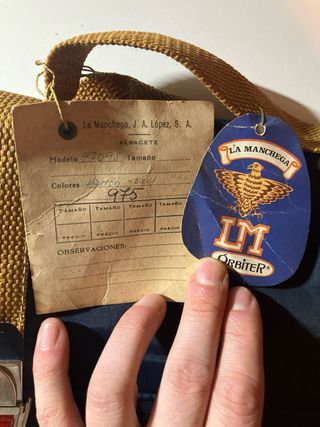 La Manchega, J. A. López, S. A.
ALBACETE
Modelo Tamaño
Colores Marrón
975
TAMAÑO TAMAÑO TAMAÑO TAMAÑO
PRECIO PRECIO PRECIO PRECIO
OBSERVACIONES:
LA MANCHEGA
LM
ORBITER®